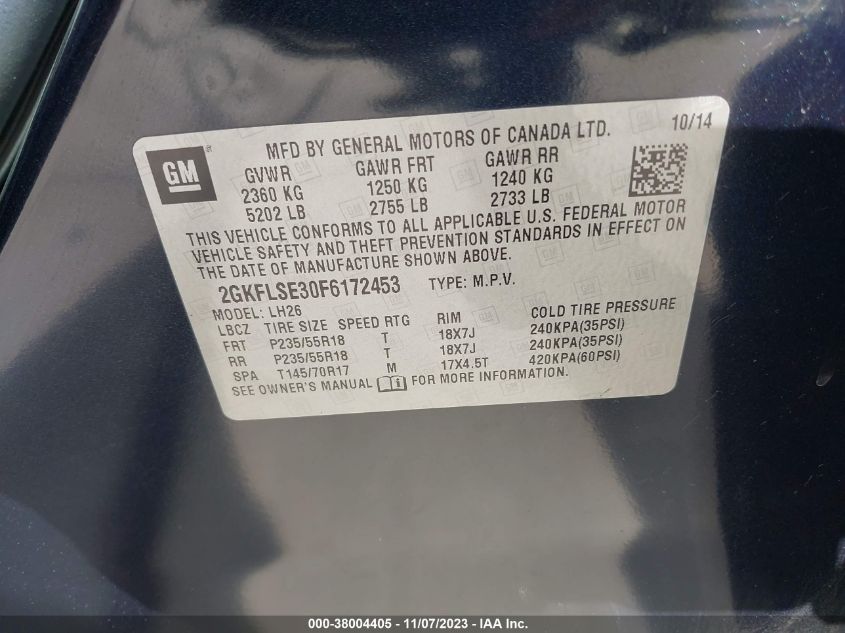 MFD BY GENERAL MOTORS OF CANADA LTD. 10/14
GM ®
GVWR GAWR FRT GAWR RR
2360 KG 1250 KG 1240 KG
5202 LB 2755 LB 2733 LB
THIS VEHICLE CONFORMS TO ALL APPLICABLE U.S. FEDERAL MOTOR
VEHICLE SAFETY AND THEFT PREVENTION STANDARDS IN EFFECT ON
THE DATE OF MANUFACTURE SHOWN ABOVE.
2GKFLSE30F6172453 TYPE: M.P.V.
MODEL: LH26
LBCZ TIRE SIZE SPEED RTG RIM COLD TIRE PRESSURE
FRT P235/55R18 T 18X7J 240KPA(35PSI)
RR P235/55R18 T 18X7J 240KPA(35PSI)
SPA T145/70R17 M 17X4.5T 420KPA(60PSI)
SEE OWNER'S MANUAL FOR MORE INFORMATION.
000-38004405 - 11/07/2023 - IAA Inc.